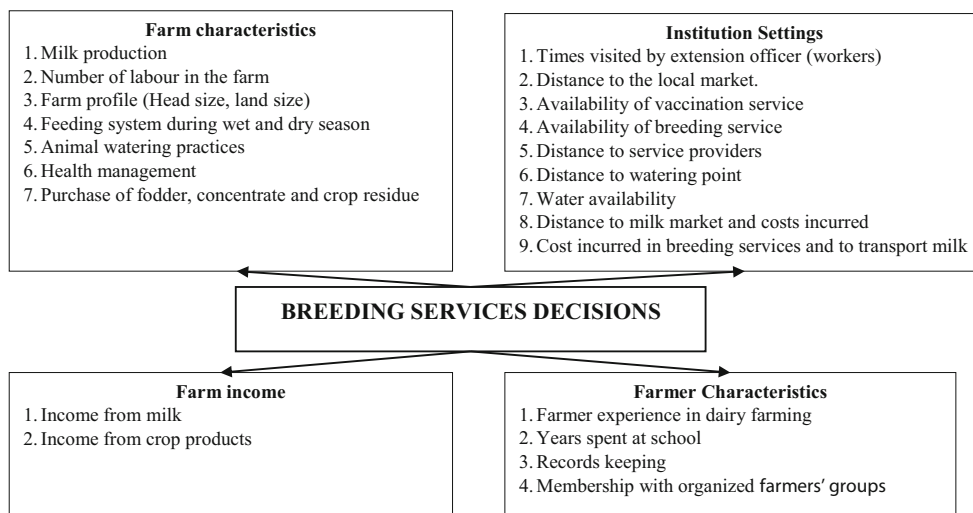 Farm characteristics
1. Milk production
2. Number of labour in the farm
3. Farm profile (Head size, land size)
4. Feeding system during wet and dry season
5. Animal watering practices
6. Health management
7. Purchase of fodder, concentrate and crop residue
Institution Settings
1. Times visited by extension officer (workers)
2. Distance to the local market.
3. Availability of vaccination service
4. Availability of breeding service
5. Distance to service providers
6. Distance to watering point
7. Water availability
8. Distance to milk market and costs incurred
9. Cost incurred in breeding services and to transport milk
BREEDING SERVICES DECISIONS
Farm income
1. Income from milk
2. Income from crop products
Farmer Characteristics
1. Farmer experience in dairy farming
2. Years spent at school
3. Records keeping
4. Membership with organized farmers’ groups